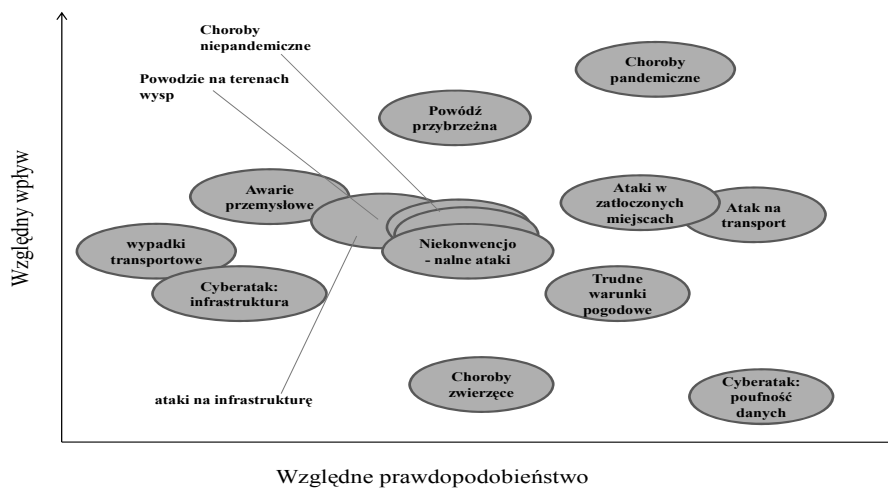 Choroby
niepandemiczne
Choroby
pandemiczne
Powodzie na terenach
wysp
Powódź
przybrzeżna
Awarie
przemysłowe
Ataki w
zatłoczonych
miejscach
Atak na
transport
wypadki
transportowe
Niekonwencjo
- nalne ataki
Cyberatak:
infrastruktura
Trudne
warunki
pogodowe
ataki na infrastrukturę
Choroby
zwierzęce
Cyberatak:
poufność
danych
Względny wpływ
Względne prawdopodobieństwo